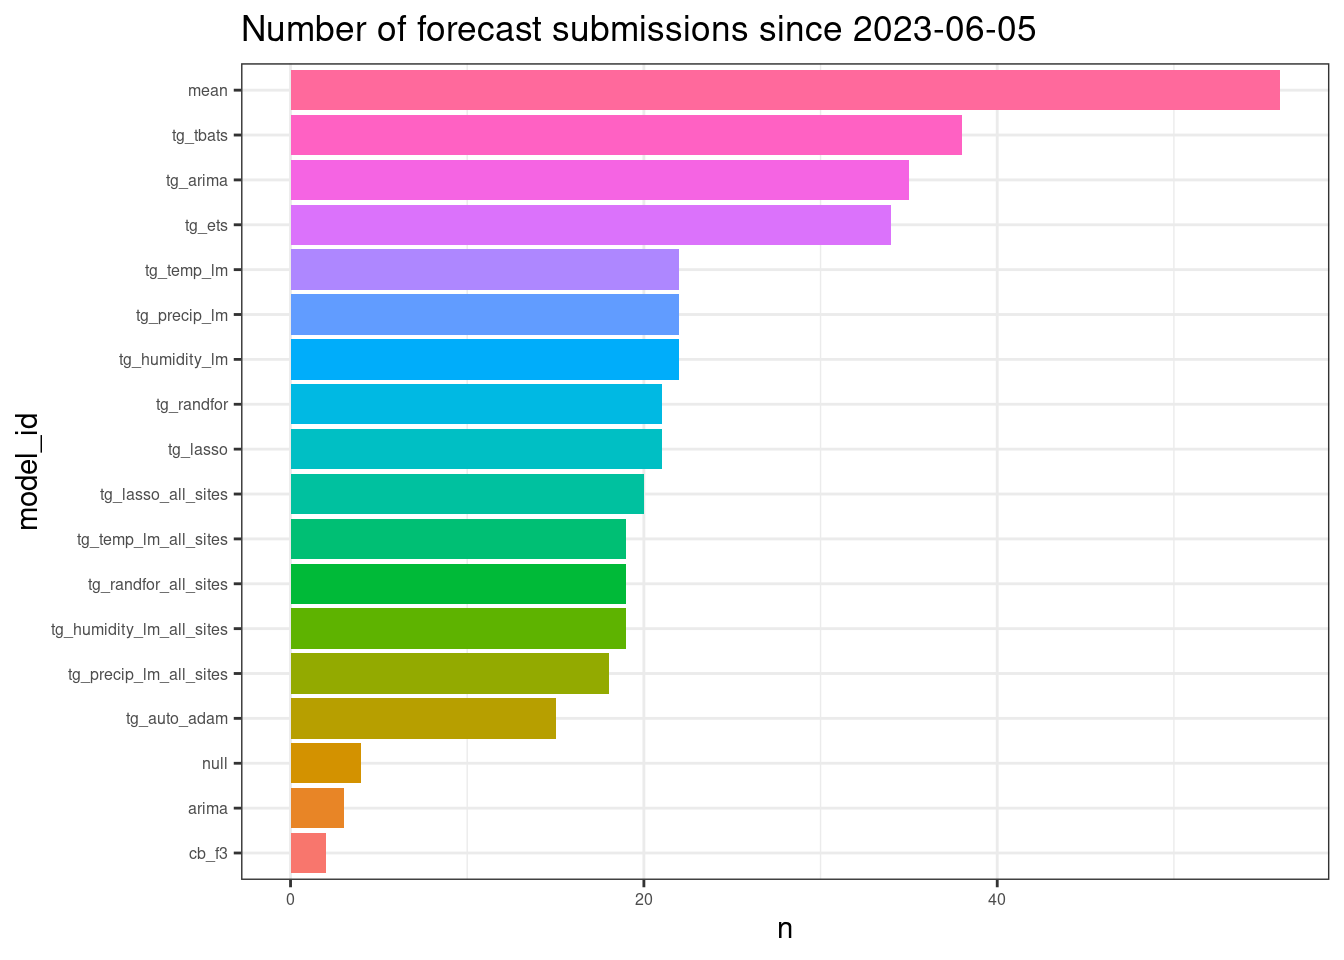 Number of forecast submissions since 2023-06-05
mean
tg_tbats
tg_arima
tg_ets
tg_temp_lm
tg_precip_lm
tg_humidity_lm
tg_randfor
tg_lasso
tg_lasso_all_sites
tg_temp_lm_all_sites
tg_randfor_all_sites
tg_humidity_lm_all_sites
tg_precip_lm_all_sites
tg_auto_adam
null
arima
cb_f3
model_id
0 20 40
n